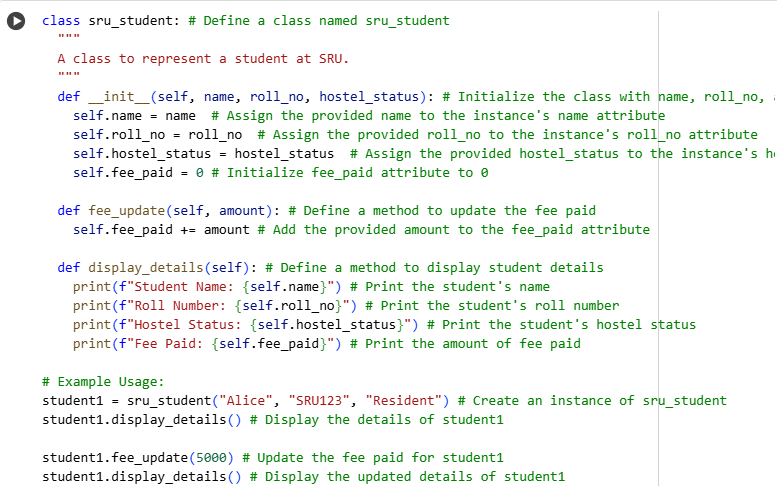 class sru_student: # Define a class named sru_student
  """
  A class to represent a student at SRU.
  """
  def __init__(self, name, roll_no, hostel_status): # Initialize the class with name, roll_no,
    self.name = name  # Assign the provided name to the instance's name attribute
    self.roll_no = roll_no  # Assign the provided roll_no to the instance's roll_no attribute
    self.hostel_status = hostel_status  # Assign the provided hostel_status to the instance's
    self.fee_paid = 0 # Initialize fee_paid attribute to 0

  def fee_update(self, amount): # Define a method to update the fee paid
    self.fee_paid += amount # Add the provided amount to the fee_paid attribute

  def display_details(self): # Define a method to display student details
    print(f"Student Name: {self.name}") # Print the student's name
    print(f"Roll Number: {self.roll_no}") # Print the student's roll number
    print(f"Hostel Status: {self.hostel_status}") # Print the student's hostel status
    print(f"Fee Paid: {self.fee_paid}") # Print the amount of fee paid

# Example Usage:
student1 = sru_student("Alice", "SRU123", "Resident") # Create an instance of sru_student
student1.display_details() # Display the details of student1

student1.fee_update(5000) # Update the fee paid for student1
student1.display_details() # Display the updated details of student1